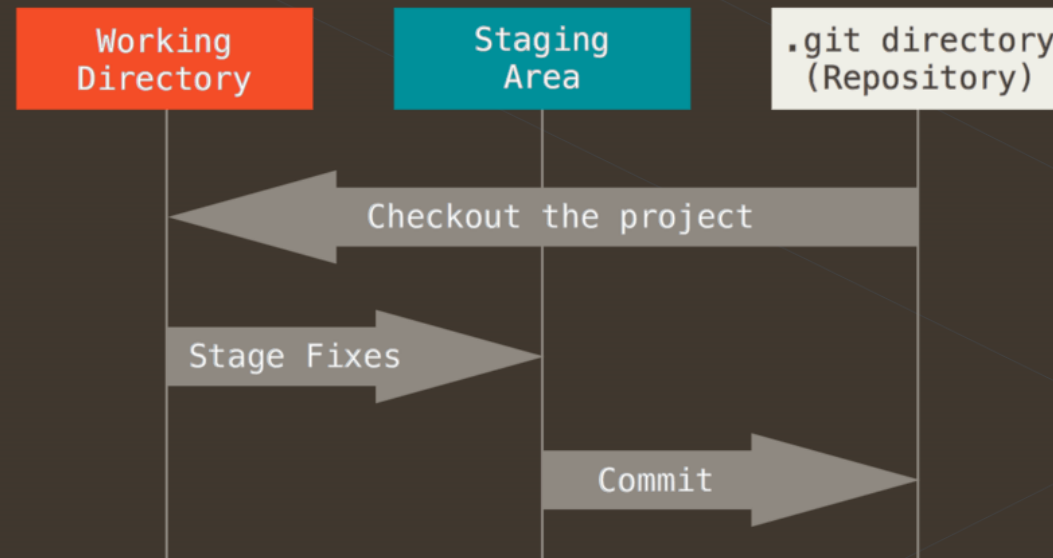 Working
Directory
Staging
Area
.git directory
(Repository)
Checkout the project
Stage Fixes
Commit